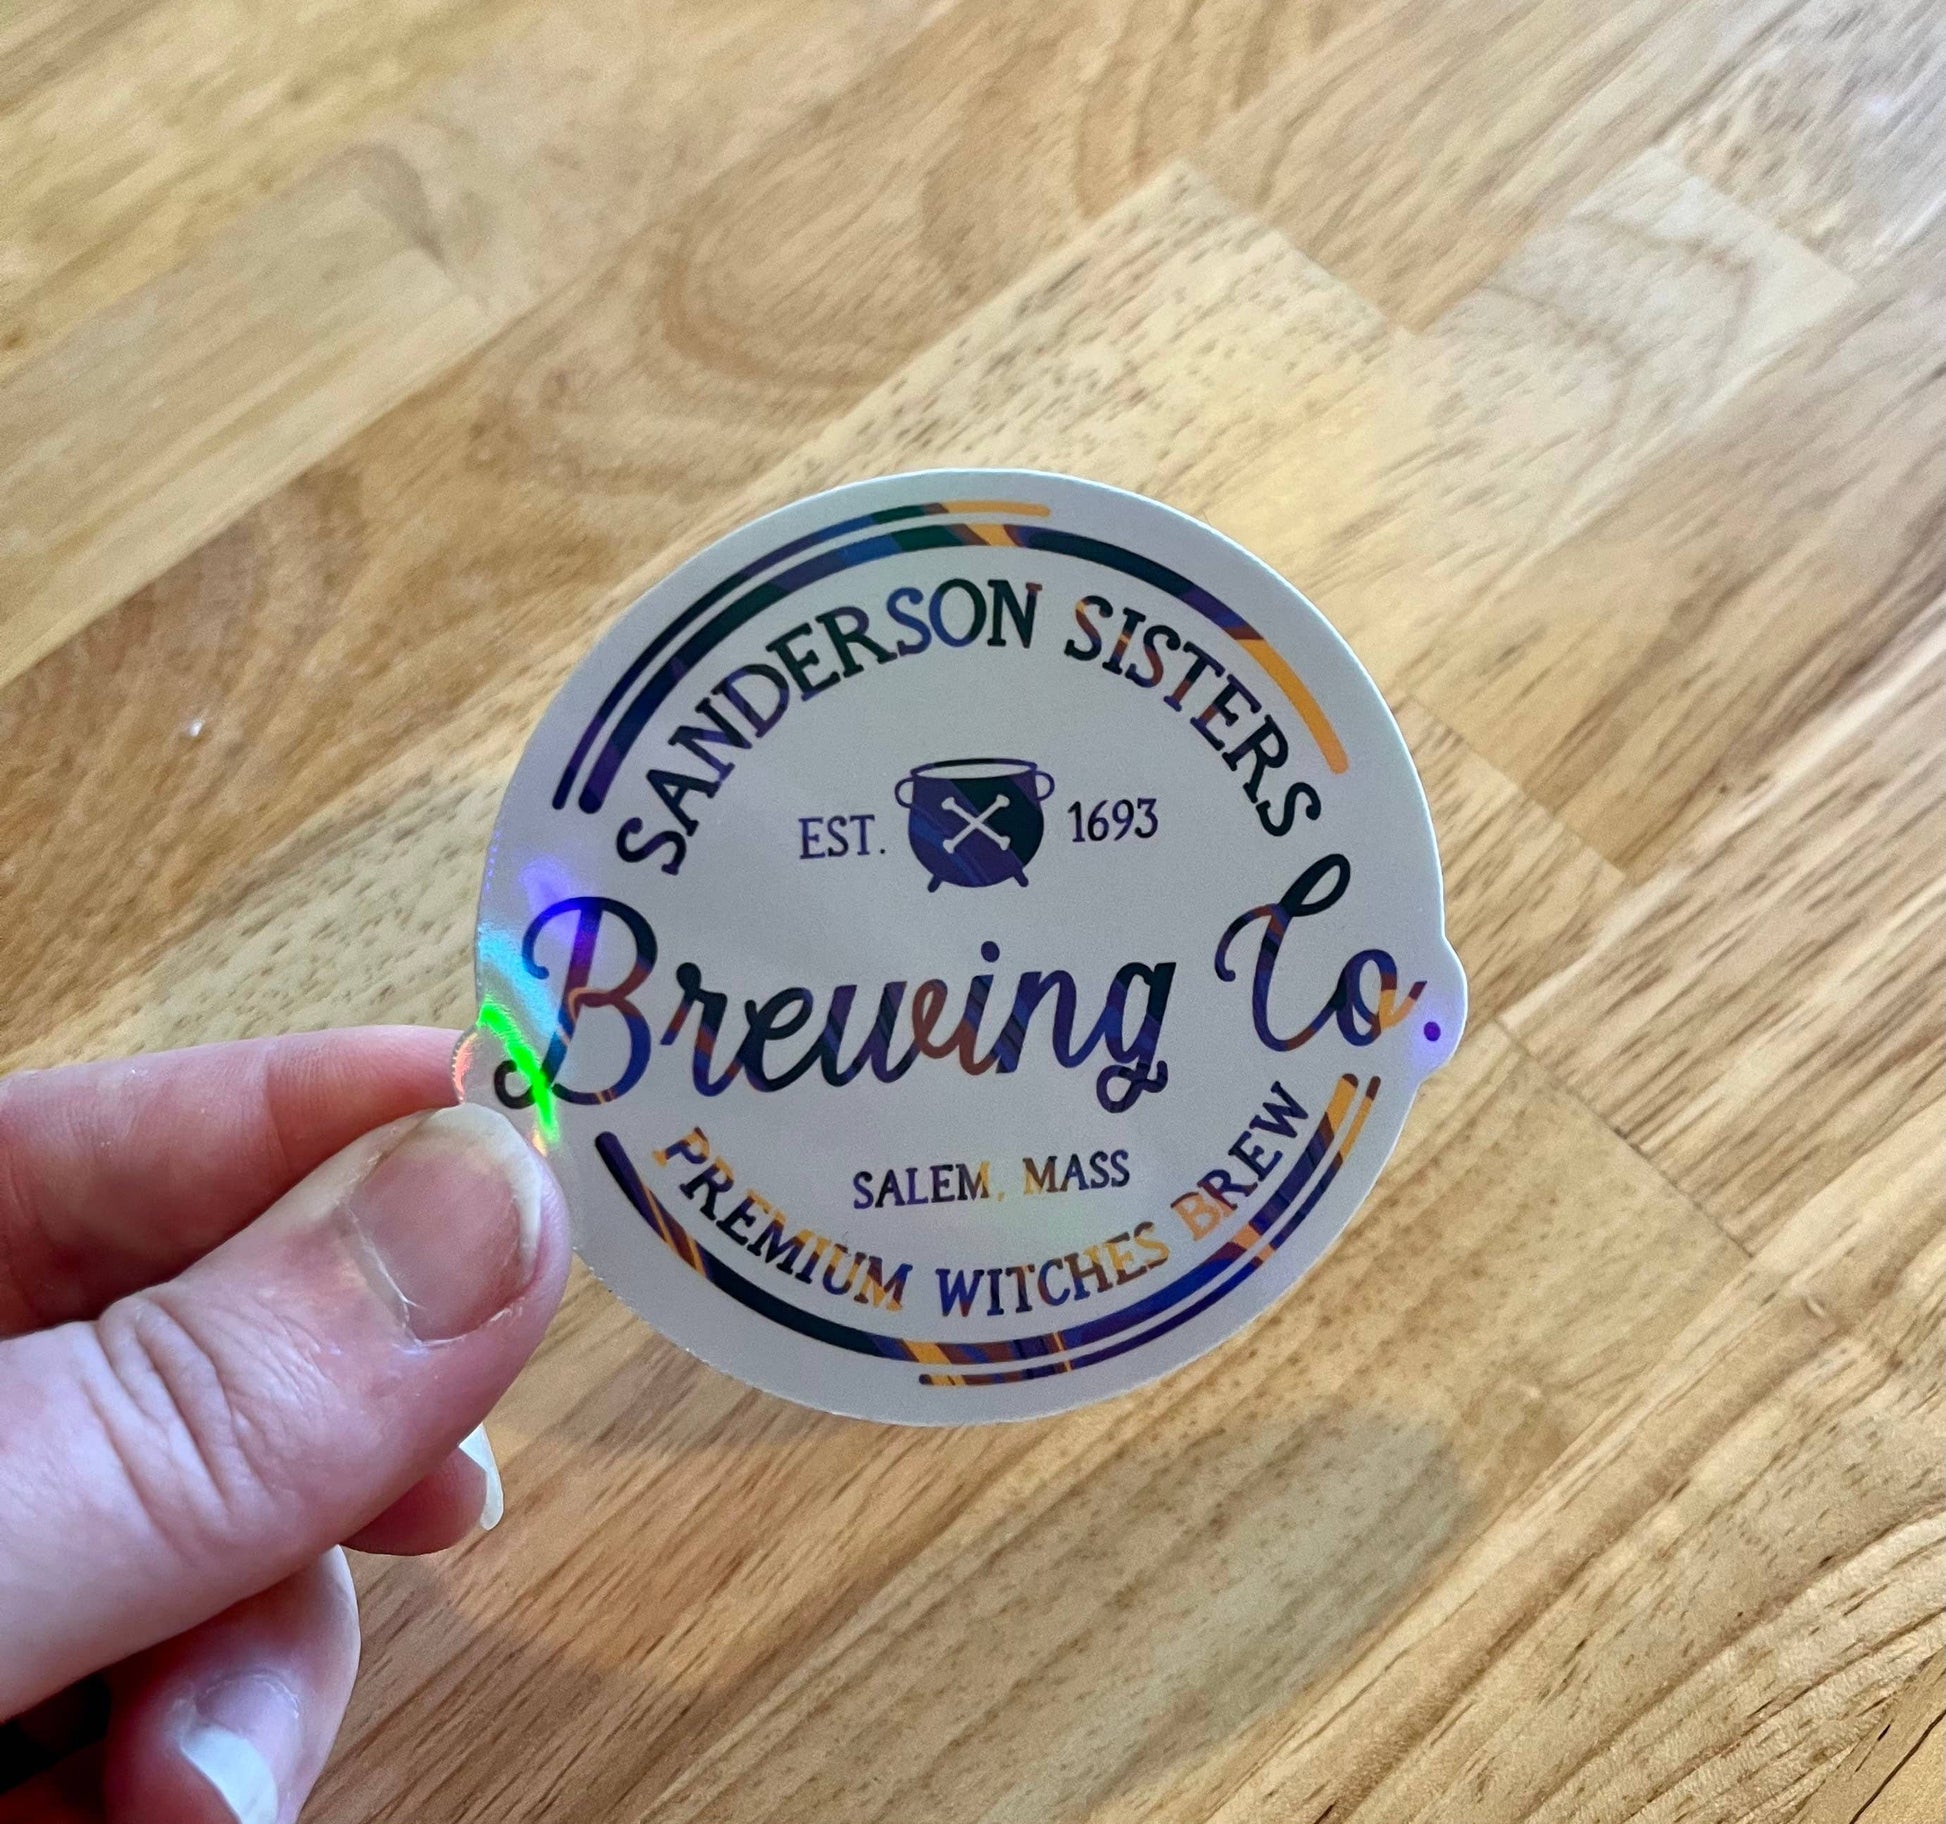 SANDERSON SISTERS
EST. 1693
Brewing Co.
SALEM, MASS
PREMIUM WITCHES BREW